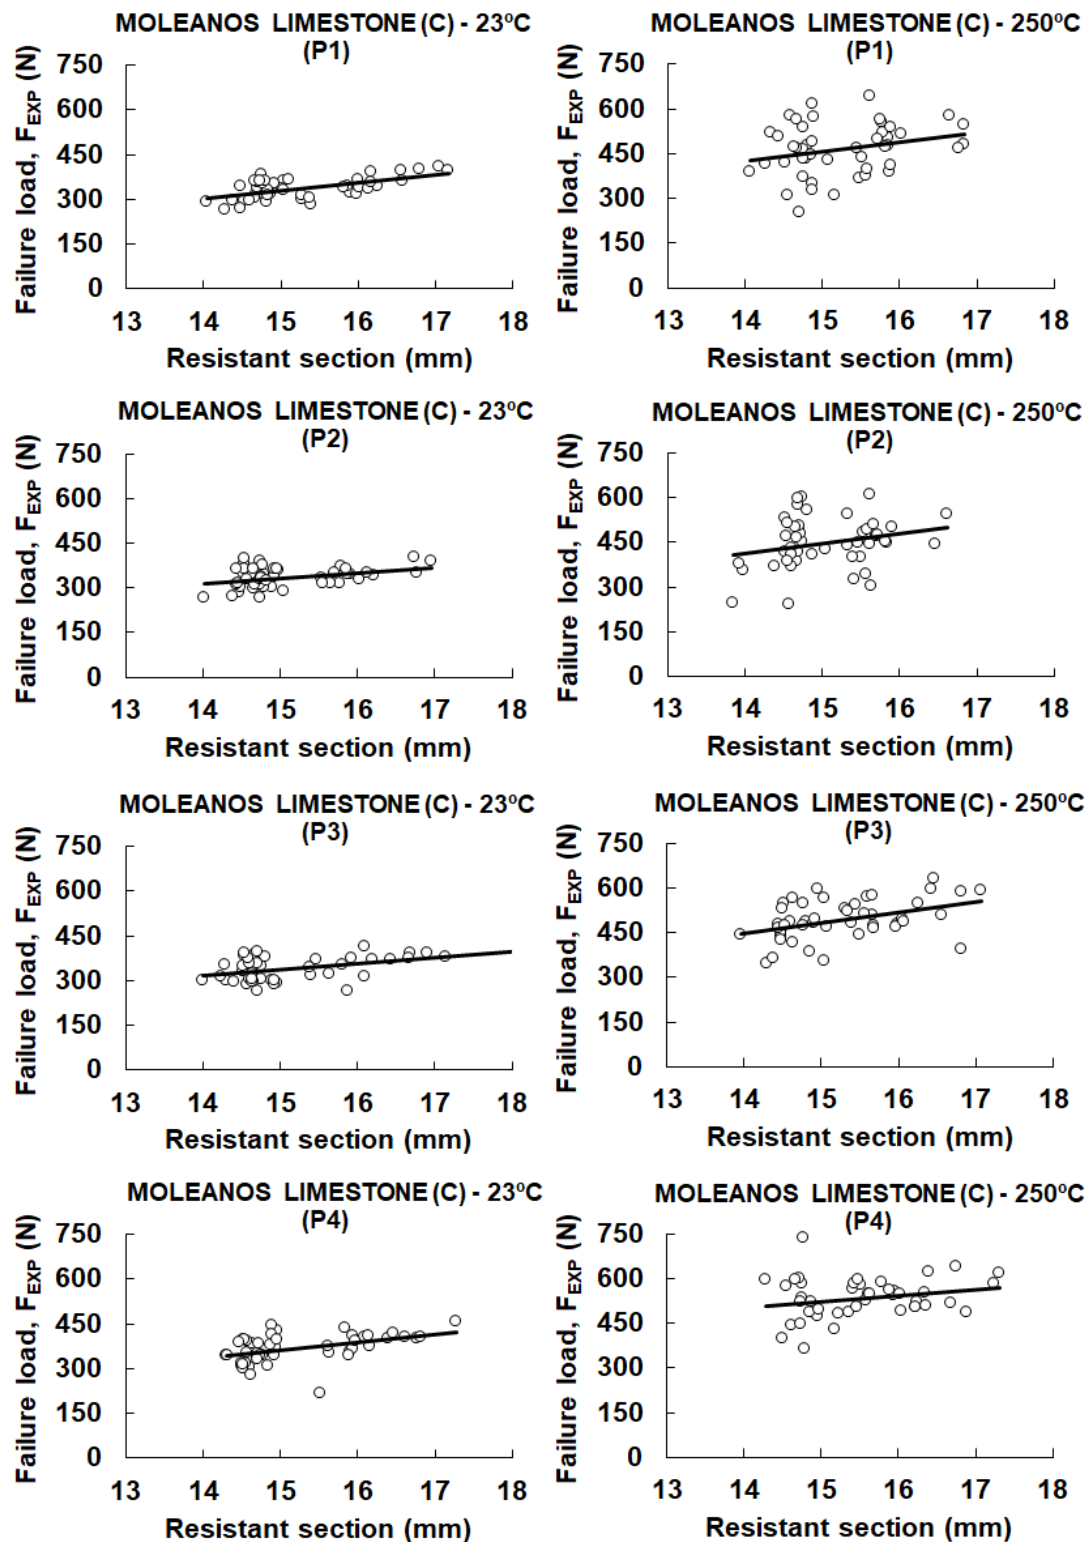 MOLEANOS LIMESTONE (C) - 23ºC
(P1)
Failure load, F_EXP (N)
750
600
450
300
150
0
13 14 15 16 17 18
Resistant section (mm)
MOLEANOS LIMESTONE (C) - 250ºC
(P1)
Failure load, F_EXP (N)
750
600
450
300
150
0
13 14 15 16 17 18
Resistant section (mm)
MOLEANOS LIMESTONE (C) - 23ºC
(P2)
Failure load, F_EXP (N)
750
600
450
300
150
0
13 14 15 16 17 18
Resistant section (mm)
MOLEANOS LIMESTONE (C) - 250ºC
(P2)
Failure load, F_EXP (N)
750
600
450
300
150
0
13 14 15 16 17 18
Resistant section (mm)
MOLEANOS LIMESTONE (C) - 23ºC
(P3)
Failure load, F_EXP (N)
750
600
450
300
150
0
13 14 15 16 17 18
Resistant section (mm)
MOLEANOS LIMESTONE (C) - 250ºC
(P3)
Failure load, F_EXP (N)
750
600
450
300
150
0
13 14 15 16 17 18
Resistant section (mm)
MOLEANOS LIMESTONE (C) - 23ºC
(P4)
Failure load, F_EXP (N)
750
600
450
300
150
0
13 14 15 16 17 18
Resistant section (mm)
MOLEANOS LIMESTONE (C) - 250ºC
(P4)
Failure load, F_EXP (N)
750
600
450
300
150
0
13 14 15 16 17 18
Resistant section (mm)